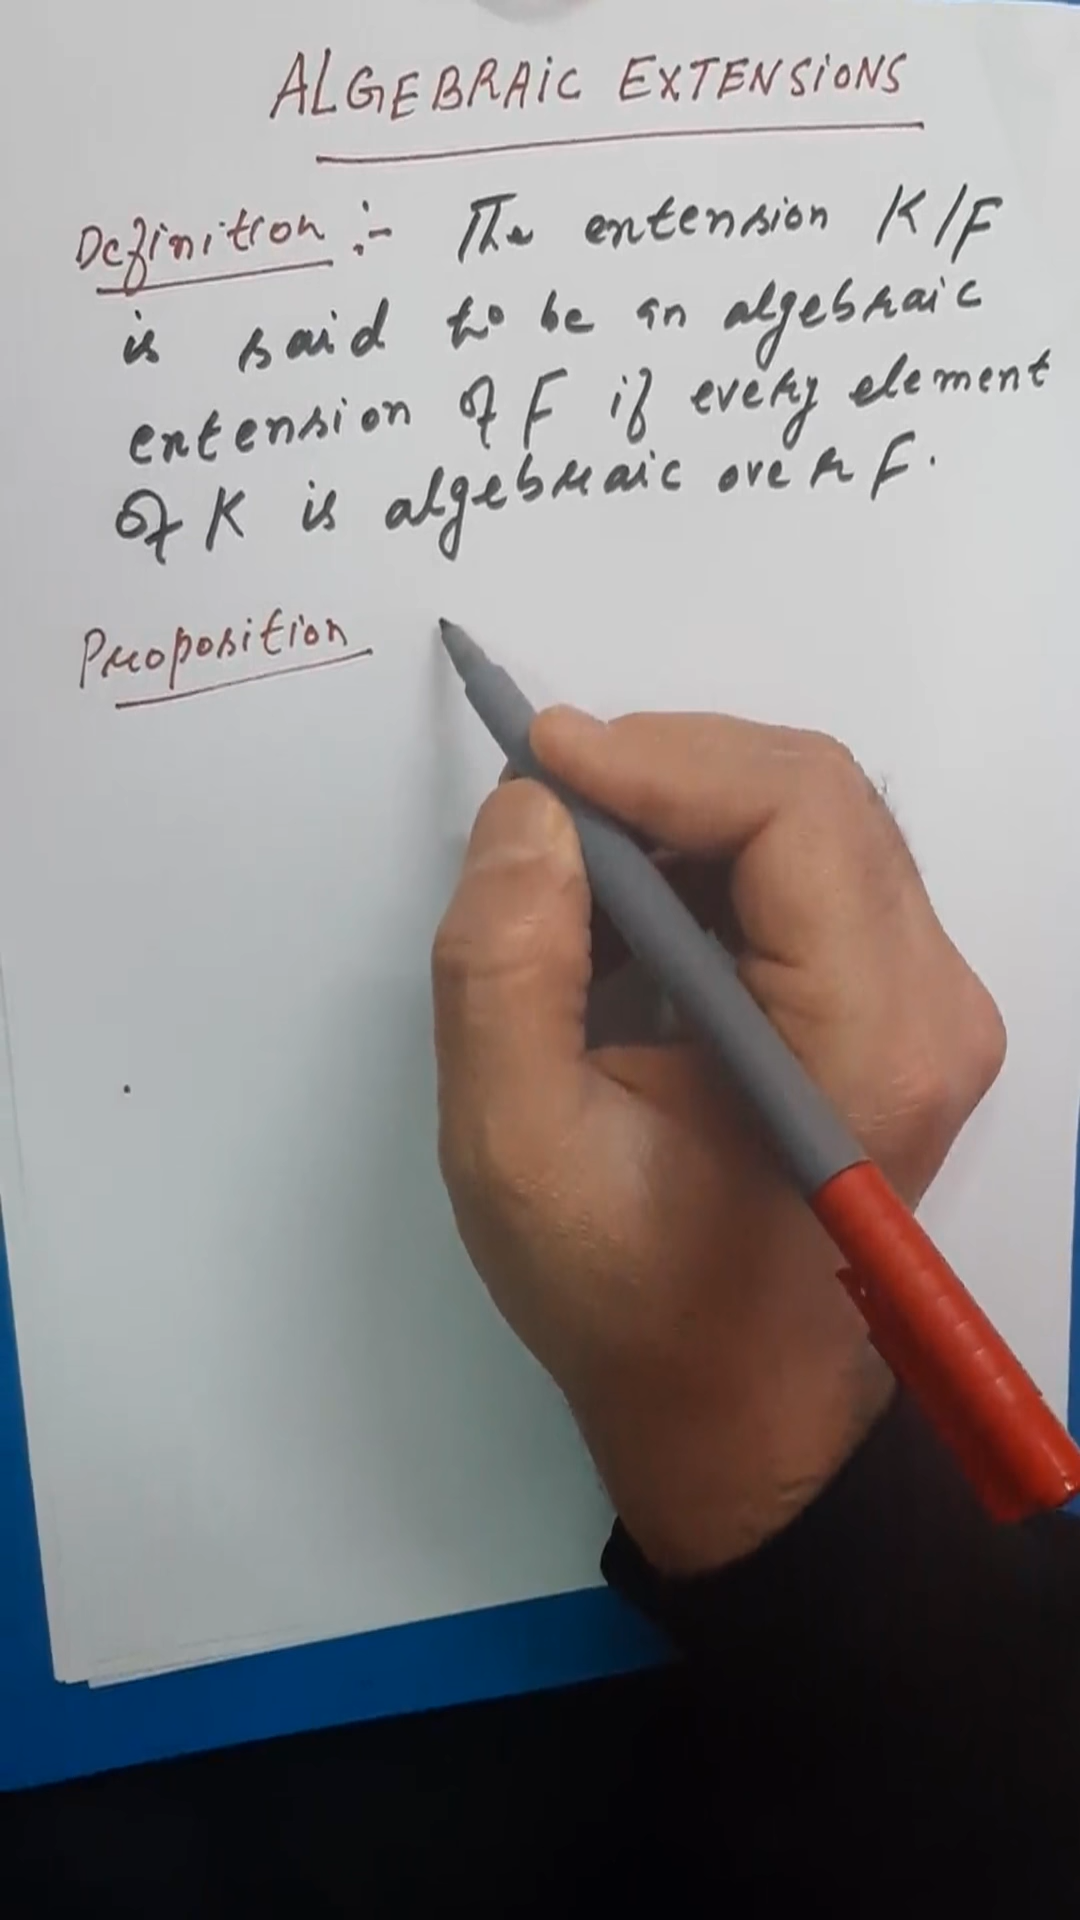 ALGEBRAiC EXTENSiONS
Definition :- The extension K/F
is said to be an algebraic
extension of F if every element
of K is algebraic over F.
Proposition